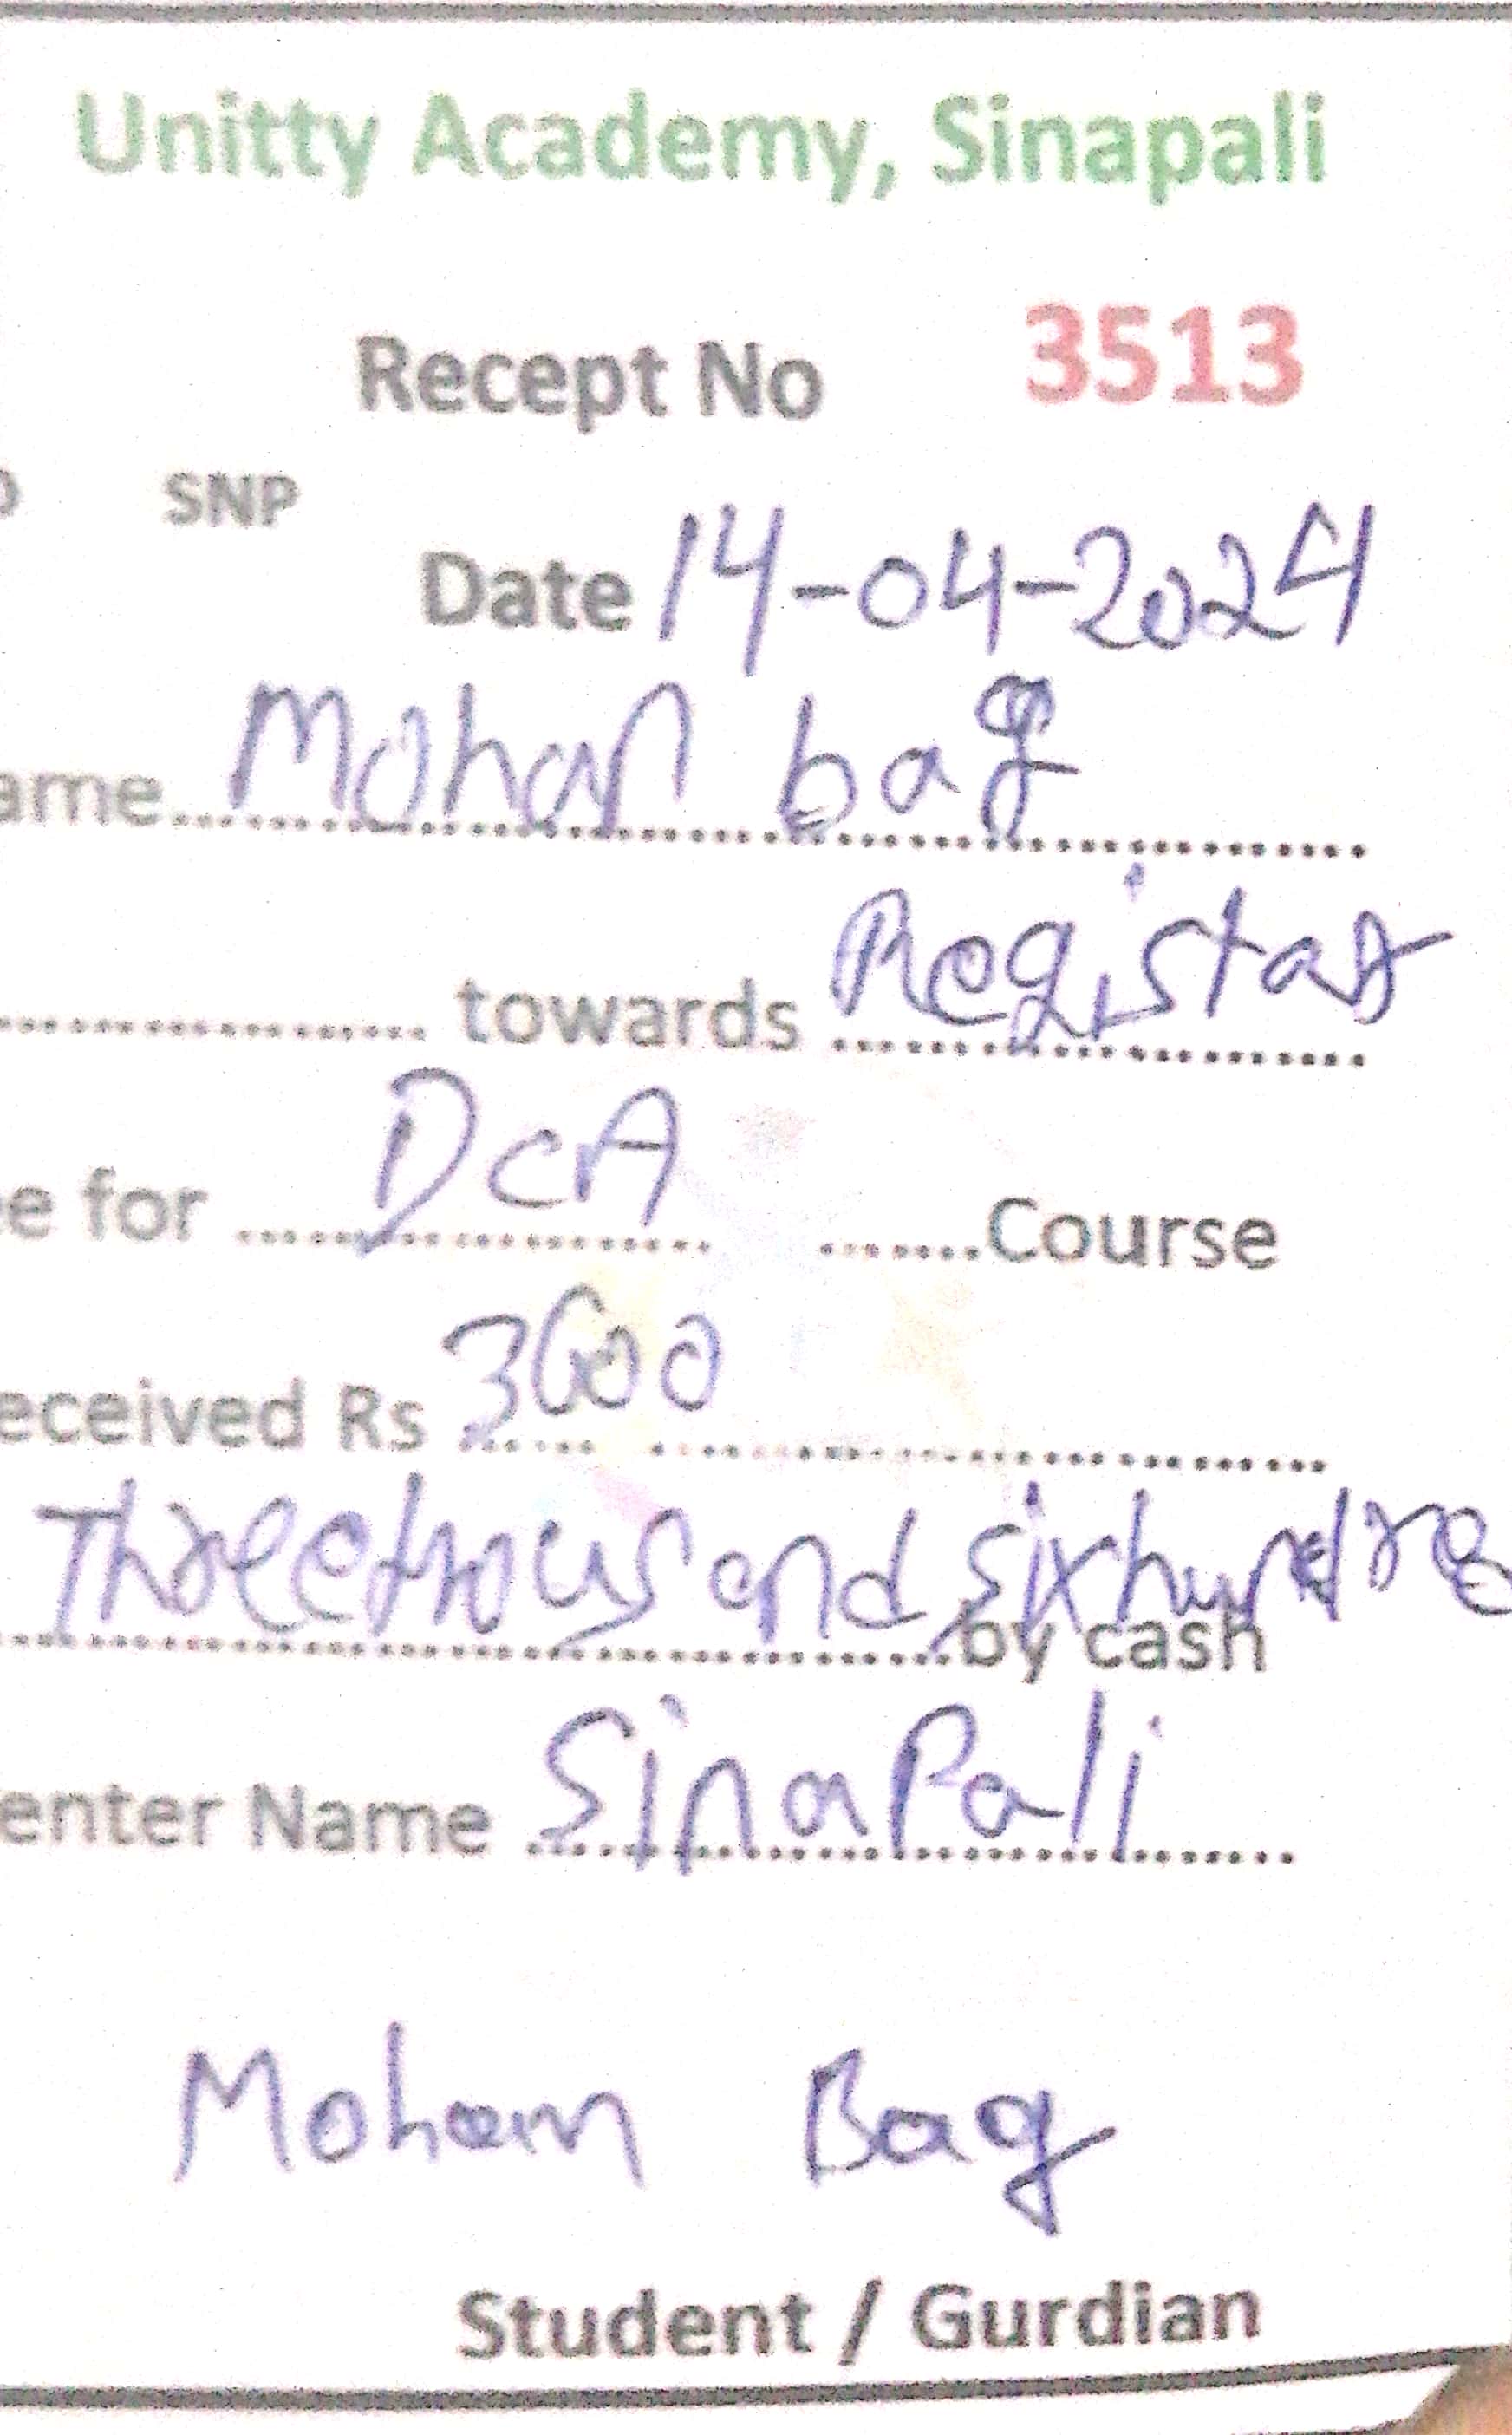 Unitty Academy, Sinapali
Recept No 3513
SNP
Date 14-04-2024
ame Mohan bag
towards Registar
e for DCA Course
eceived Rs 3600
Threethousand sixhundre
by cash
enter Name SinaPali
Mohan Bag
Student / Gurdian